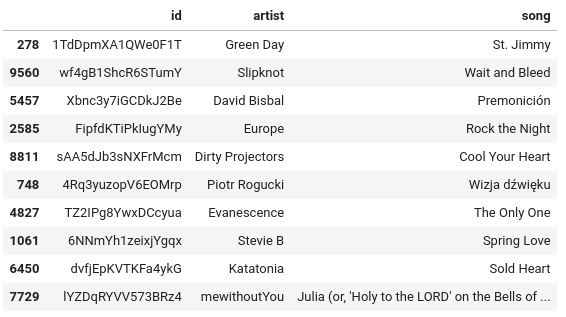 id artist song
278 1TdDpmXA1QWe0F1T Green Day St. Jimmy
9560 wf4gB1ShcR6STumY Slipknot Wait and Bleed
5457 Xbnc3y7iGCDkJ2Be David Bisbal Premonición
2585 FipfdKTiPkIugYMy Europe Rock the Night
8811 sAA5dJb3sNXFrMcm Dirty Projectors Cool Your Heart
748 4Rq3yuzopV6EOMrp Piotr Rogucki Wizja dźwięku
4827 TZ2IPg8YwxDCcyua Evanescence The Only One
1061 6NNmYh1zeixjYgqx Stevie B Spring Love
6450 dvfjEpKVTKFa4ykG Katatonia Sold Heart
7729 lYZDqRYVV573BRz4 mewithoutYou Julia (or, 'Holy to the LORD' on the Bells of ...